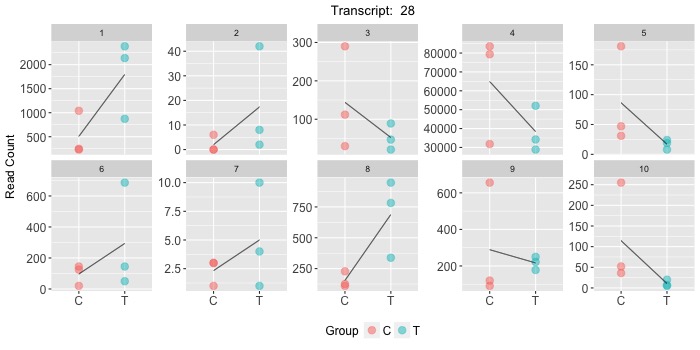 Transcript: 28
1 2 3 4 5
2000 40 300 80000 150
1500 30 200 70000 100
1000 20 100 60000 50
500 10 50000 0
0 40000
30000
Read Count
6 7 8 9 10
600 10.0 750 600 250
400 7.5 500 400 200
200 5.0 250 200 150
0 2.5 100
50
0
C T C T C T C T C T
Group C T